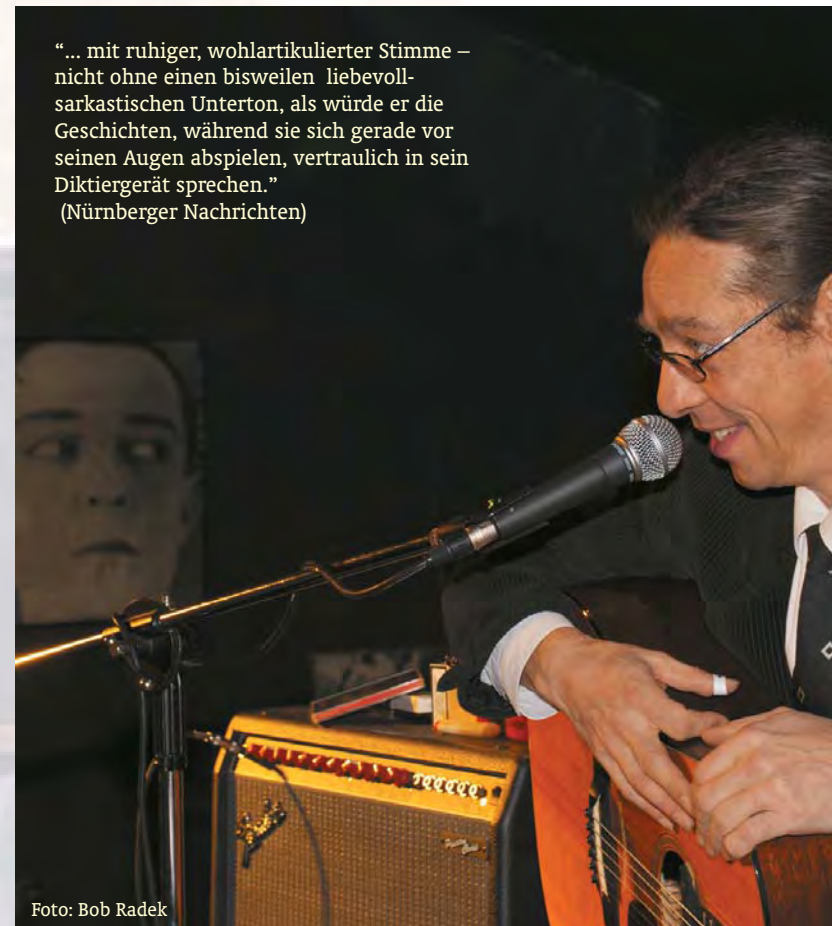 “... mit ruhiger, wohlartikulierter Stimme –
nicht ohne einen bisweilen  liebevoll-
sarkastischen Unterton, als würde er die
Geschichten, während sie sich gerade vor
seinen Augen abspielen, vertraulich in sein
Diktiergerät sprechen.”
(Nürnberger Nachrichten)
Foto: Bob Radek